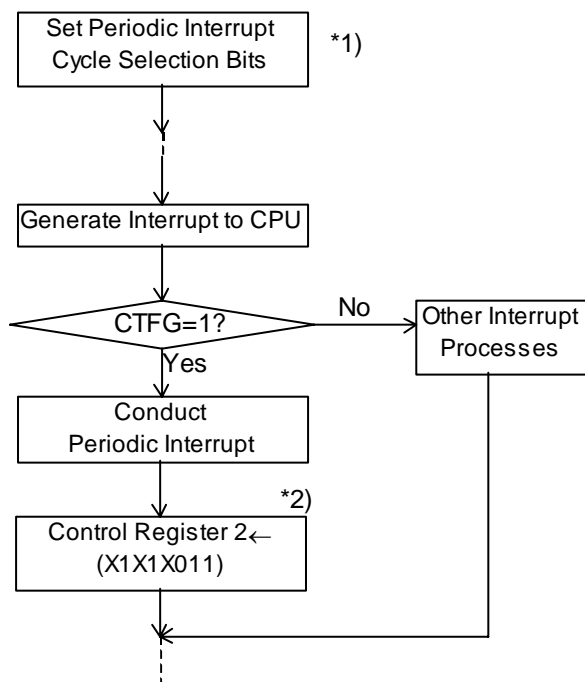 Set Periodic Interrupt
Cycle Selection Bits
*1)
Generate Interrupt to CPU
CTFG=1?
No
Other Interrupt
Processes
Yes
Conduct
Periodic Interrupt
*2)
Control Register 2←
(X1X1X011)